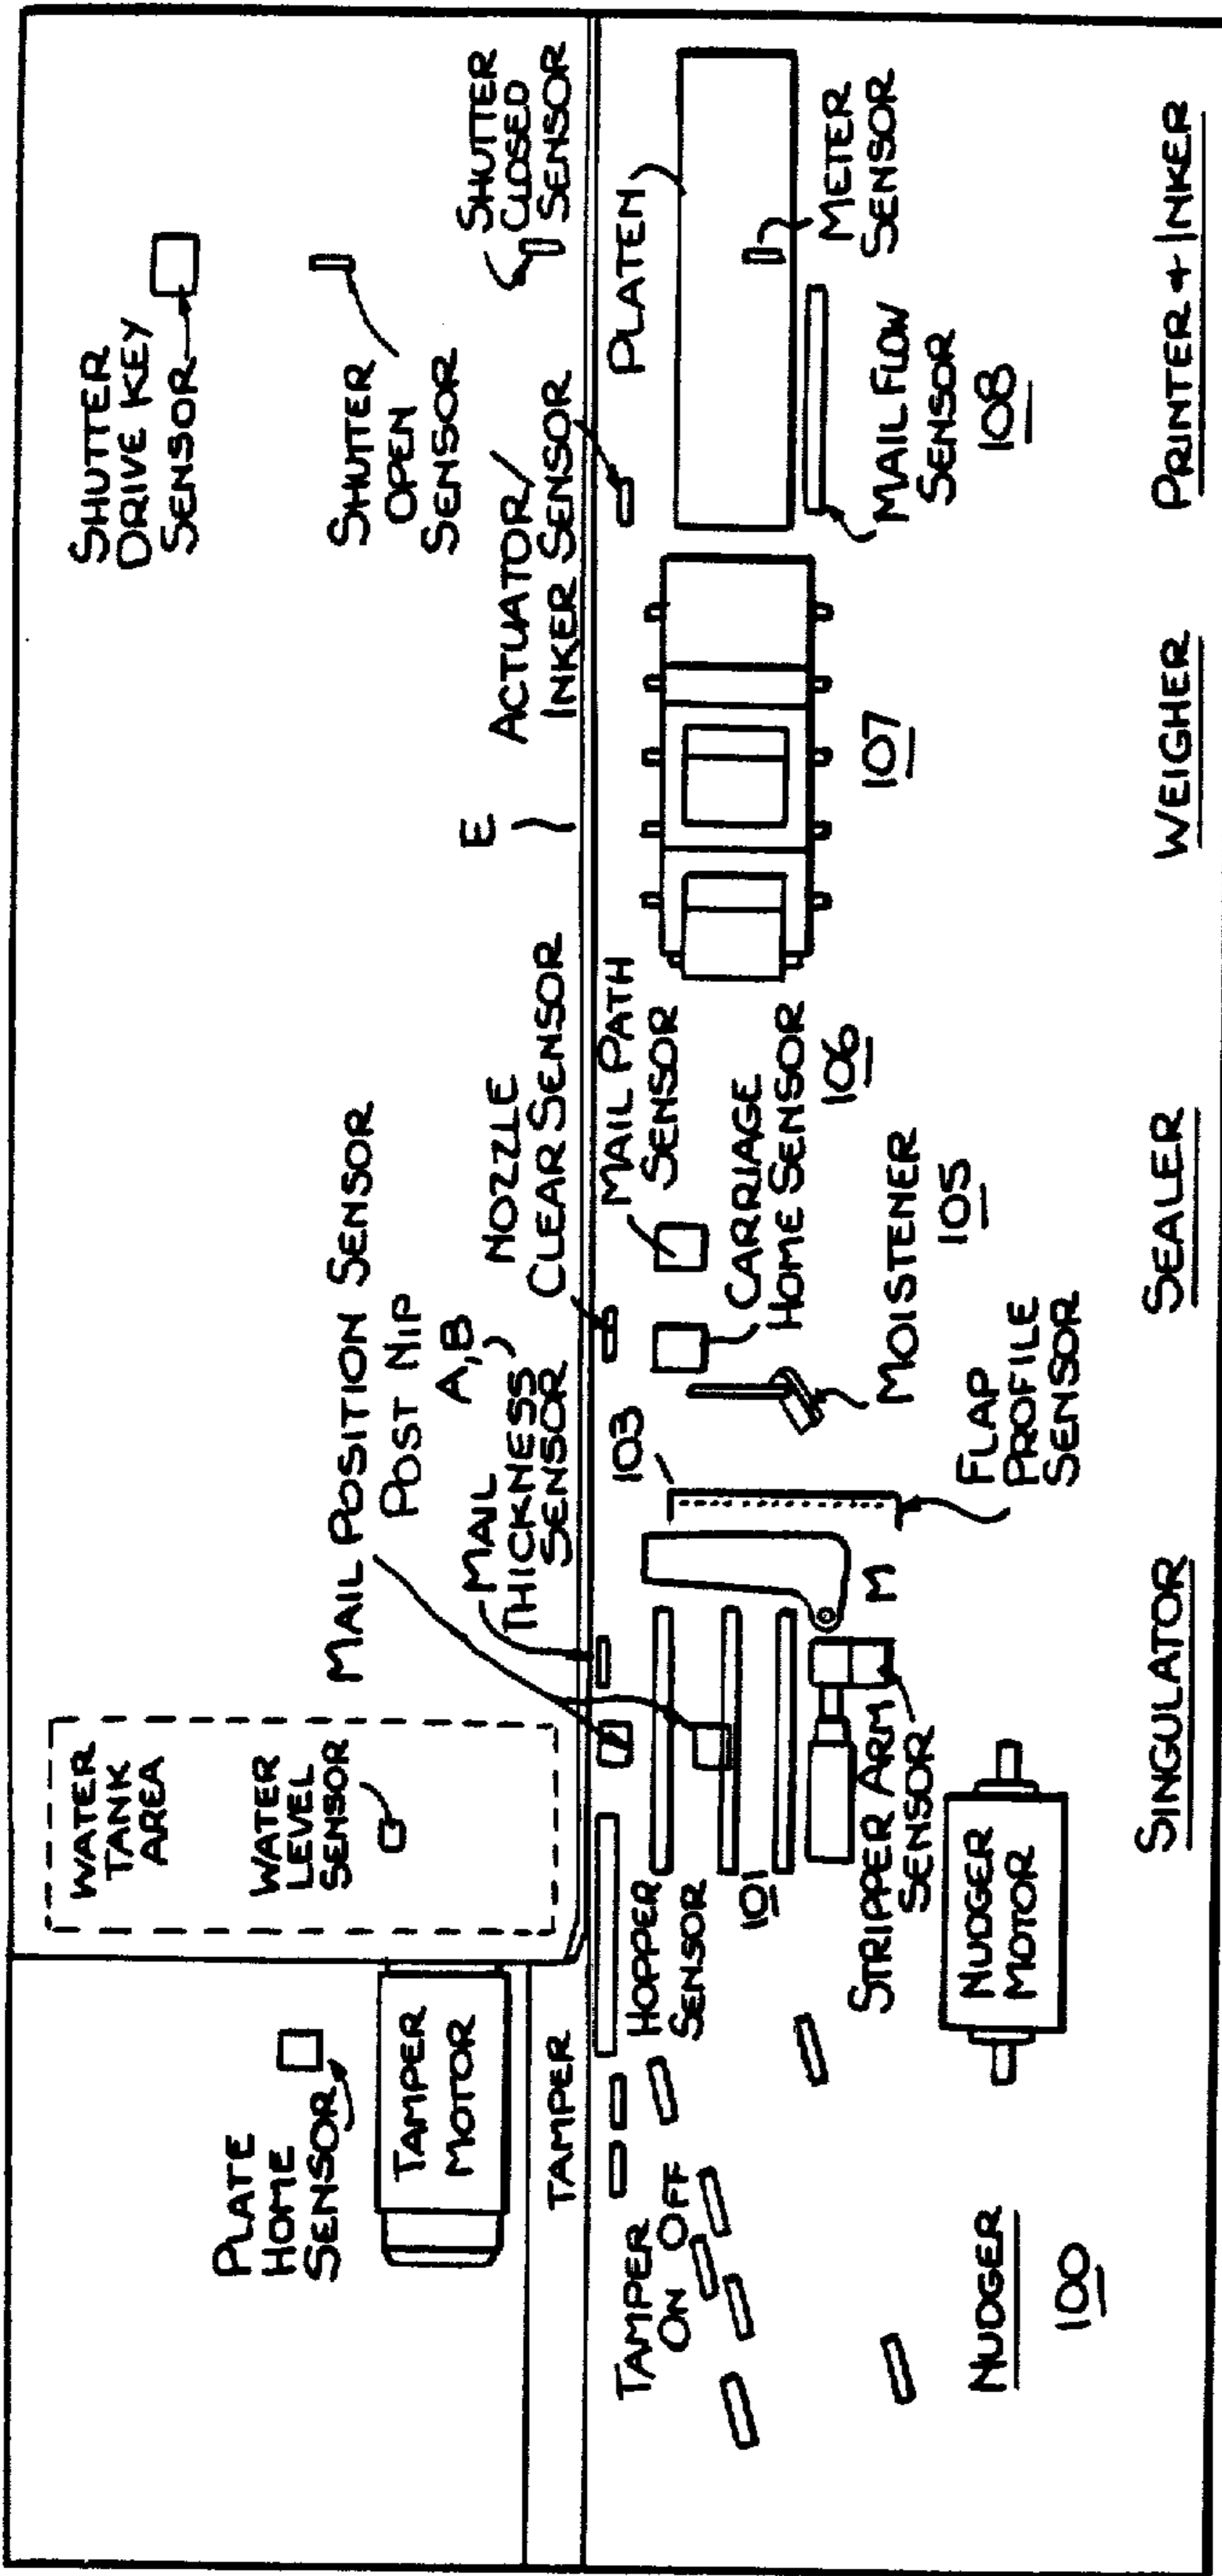 SHUTTER
DRIVE KEY
SENSOR
SHUTTER
OPEN
SENSOR
SHUTTER
CLOSED
SENSOR
ACTUATOR/
INKER SENSOR
E
PLATEN
METER
SENSOR
MAIL FLOW
SENSOR
108
PRINTER + INKER
107
WEIGHER
NOZZLE
CLEAR SENSOR
MAIL PATH
SENSOR
CARRIAGE
HOME SENSOR
106
MOISTENER
105
SEALER
MAIL POSITION SENSOR
POST NIP
A,B
MAIL
THICKNESS
SENSOR
103
FLAP
PROFILE
SENSOR
M
WATER
TANK
AREA
WATER
LEVEL
SENSOR
HOPPER
SENSOR
101
STRIPPER ARM
SENSOR
NUDGER
MOTOR
SINGULATOR
PLATE
HOME
SENSOR
TAMPER
MOTOR
TAMPER
TAMPER
ON OFF
NUDGER
100